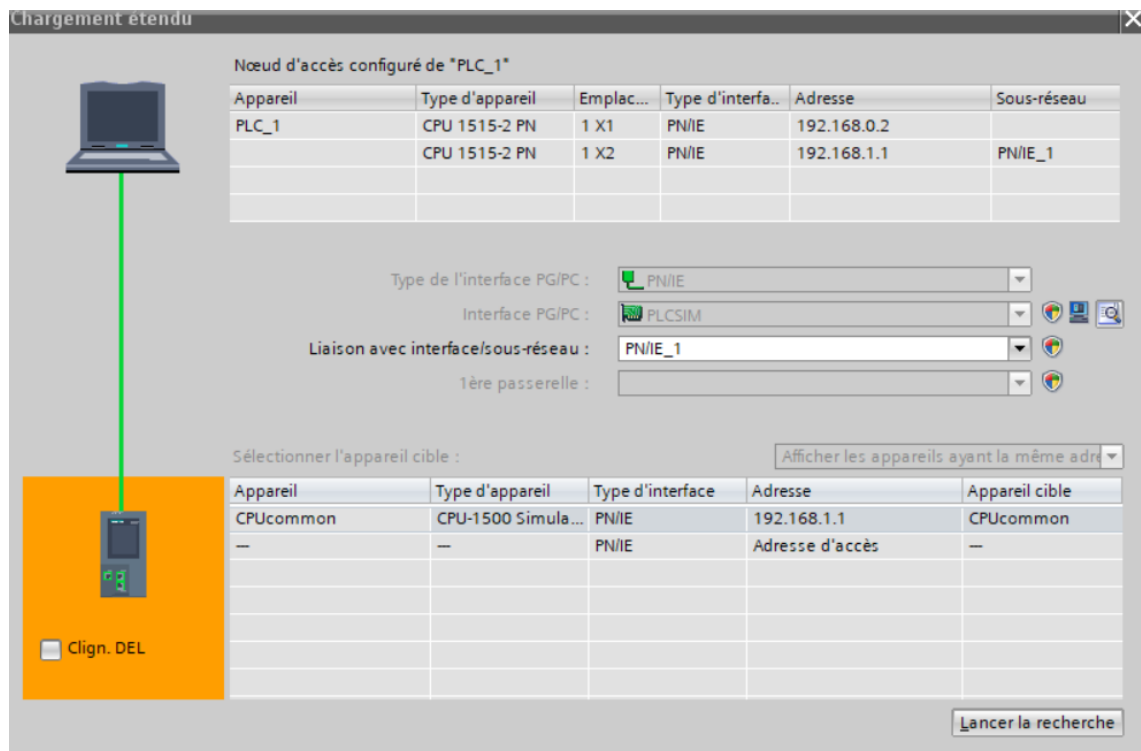 Chargement étendu
Nœud d'accès configuré de "PLC_1"
Appareil Type d'appareil Emplac... Type d'interfa.. Adresse Sous-réseau
PLC_1 CPU 1515-2 PN 1 X1 PN/IE 192.168.0.2
CPU 1515-2 PN 1 X2 PN/IE 192.168.1.1 PN/IE_1
Type de l'interface PG/PC : PN/IE
Interface PG/PC : PLCSIM
Liaison avec interface/sous-réseau : PN/IE_1
1ère passerelle :
Sélectionner l'appareil cible : Afficher les appareils ayant la même adre
Appareil Type d'appareil Type d'interface Adresse Appareil cible
CPUcommon CPU-1500 Simula... PN/IE 192.168.1.1 CPUcommon
— — PN/IE Adresse d'accès —
Clign. DEL
Lancer la recherche